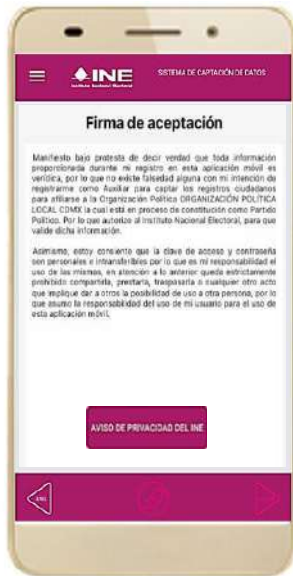 INE
Instituto Nacional Electoral
SISTEMA DE CAPTACIÓN DE DATOS
Firma de aceptación
Manifiesto bajo protesta de decir verdad que toda información
proporcionada durante mi registro en esta aplicación móvil es
verídica, por lo que no existe falsedad alguna con mi intención de
registrarme como Auxiliar para captar los registros ciudadanos
para afiliarse a la Organización Política ORGANIZACIÓN POLÍTICA
LOCAL CDMX la cual está en proceso de constitución como Partido
Político. Por lo que autorizo al Instituto Nacional Electoral, para que
valide dicha información.
Asimismo, estoy consiente que la clave de acceso y contraseña
son personales e intransferibles por lo que es mi responsabilidad el
uso de las mismas, en atención a lo anterior queda estrictamente
prohibido compartirla, prestarla, traspasarla o cualquier otro acto
que implique dar a otros la posibilidad de uso a otra persona, por lo
que asumo la responsabilidad del uso de mi usuario para el uso de
esta aplicación móvil.
AVISO DE PRIVACIDAD DEL INE